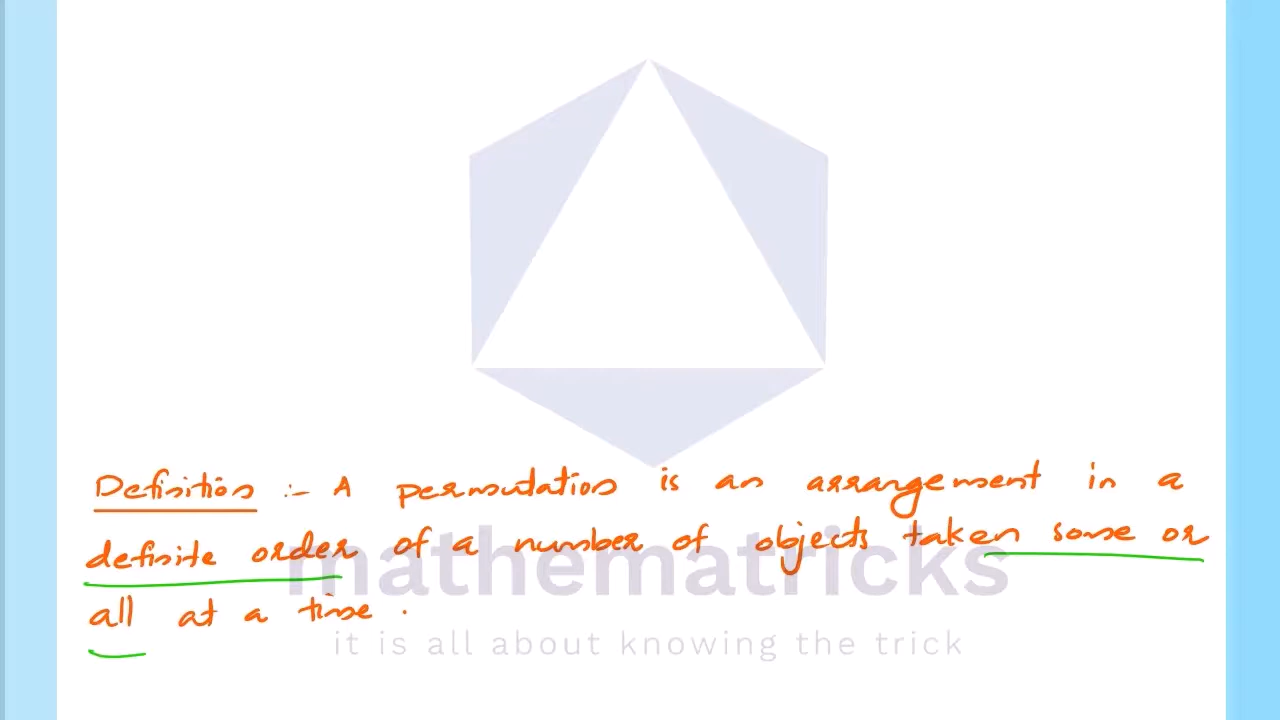 Definition :- A permutation is an arrangement in a
definite order of a number of objects taken some or
all at a time .
mathematricks
it is all about knowing the trick